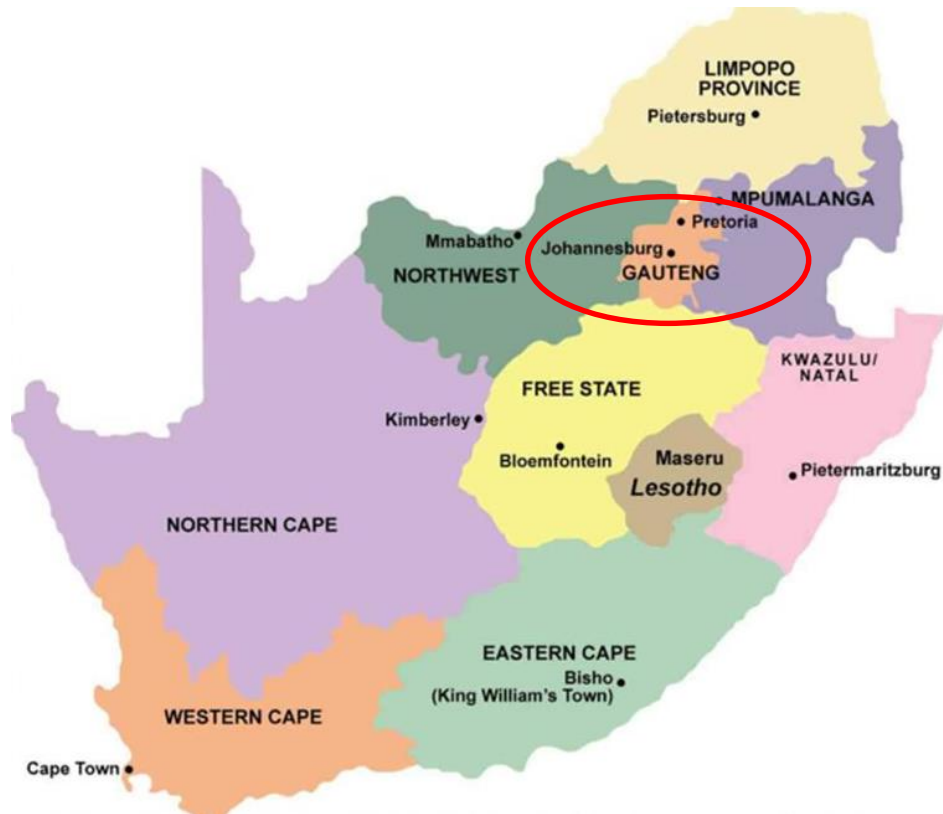 LIMPOPO
PROVINCE
Pietersburg
MPUMALANGA
Pretoria
Mmabatho
Johannesburg
NORTHWEST
GAUTENG
KWAZULU/
NATAL
FREE STATE
Kimberley
Bloemfontein
Maseru
Lesotho
Pietermaritzburg
NORTHERN CAPE
EASTERN CAPE
Bisho
(King William's Town)
WESTERN CAPE
Cape Town